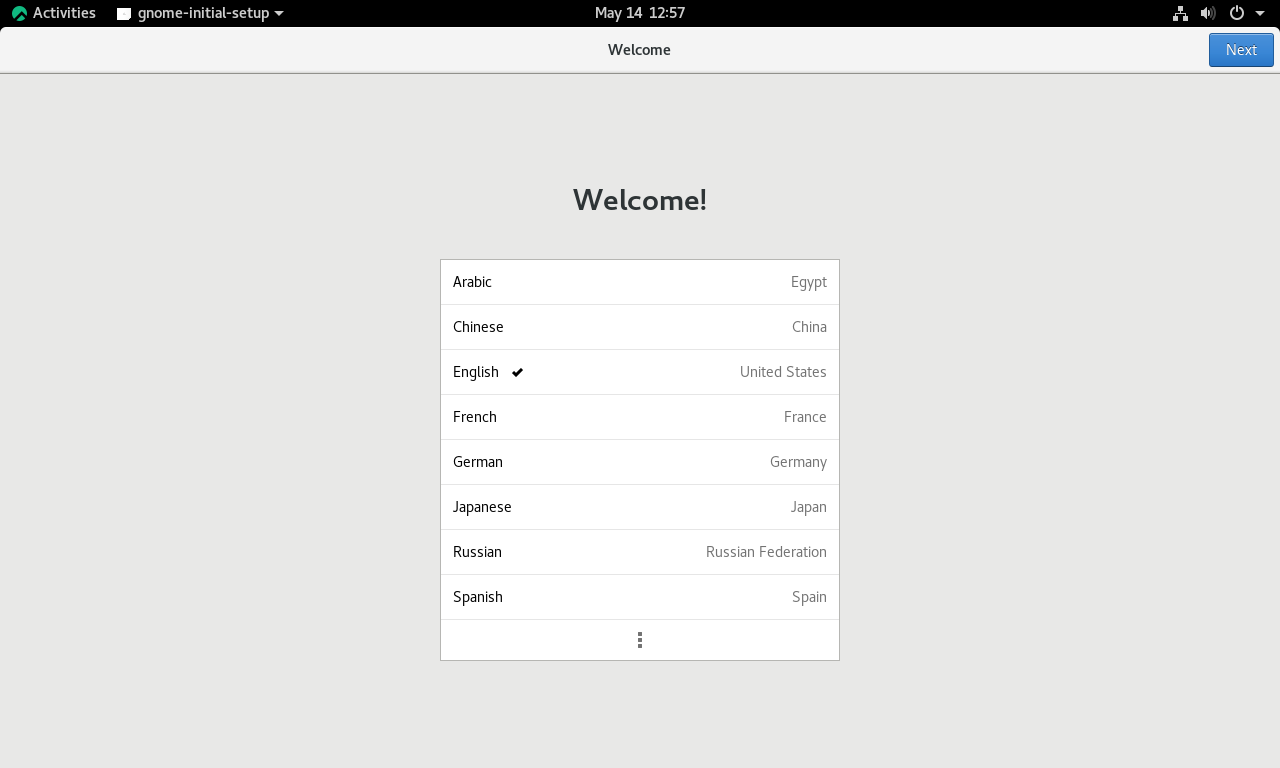 Activities gnome-initial-setup May 14 12:57
Welcome Next
Welcome!
Arabic Egypt
Chinese China
English United States
French France
German Germany
Japanese Japan
Russian Russian Federation
Spanish Spain